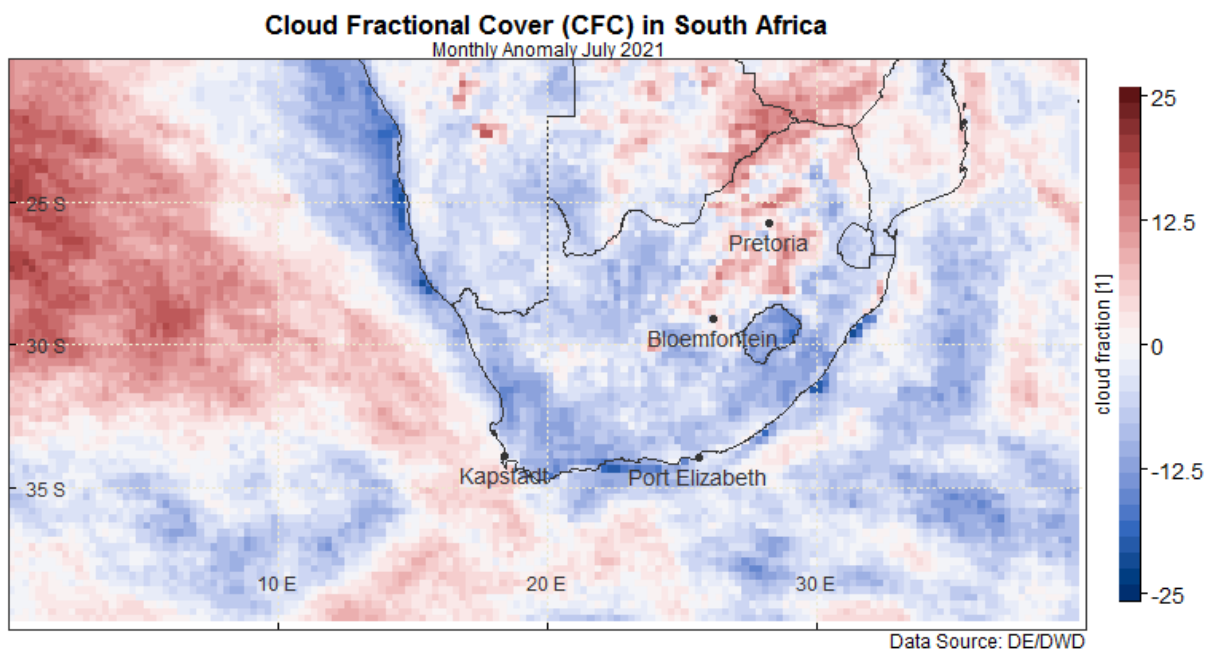 Cloud Fractional Cover (CFC) in South Africa
Monthly Anomaly July 2021
25
25 S
12.5
Pretoria
cloud fraction [1]
Bloemfontein
30 S
0
Kapstadt
Port Elizabeth
-12.5
35 S
10 E
20 E
30 E
-25
Data Source: DE/DWD